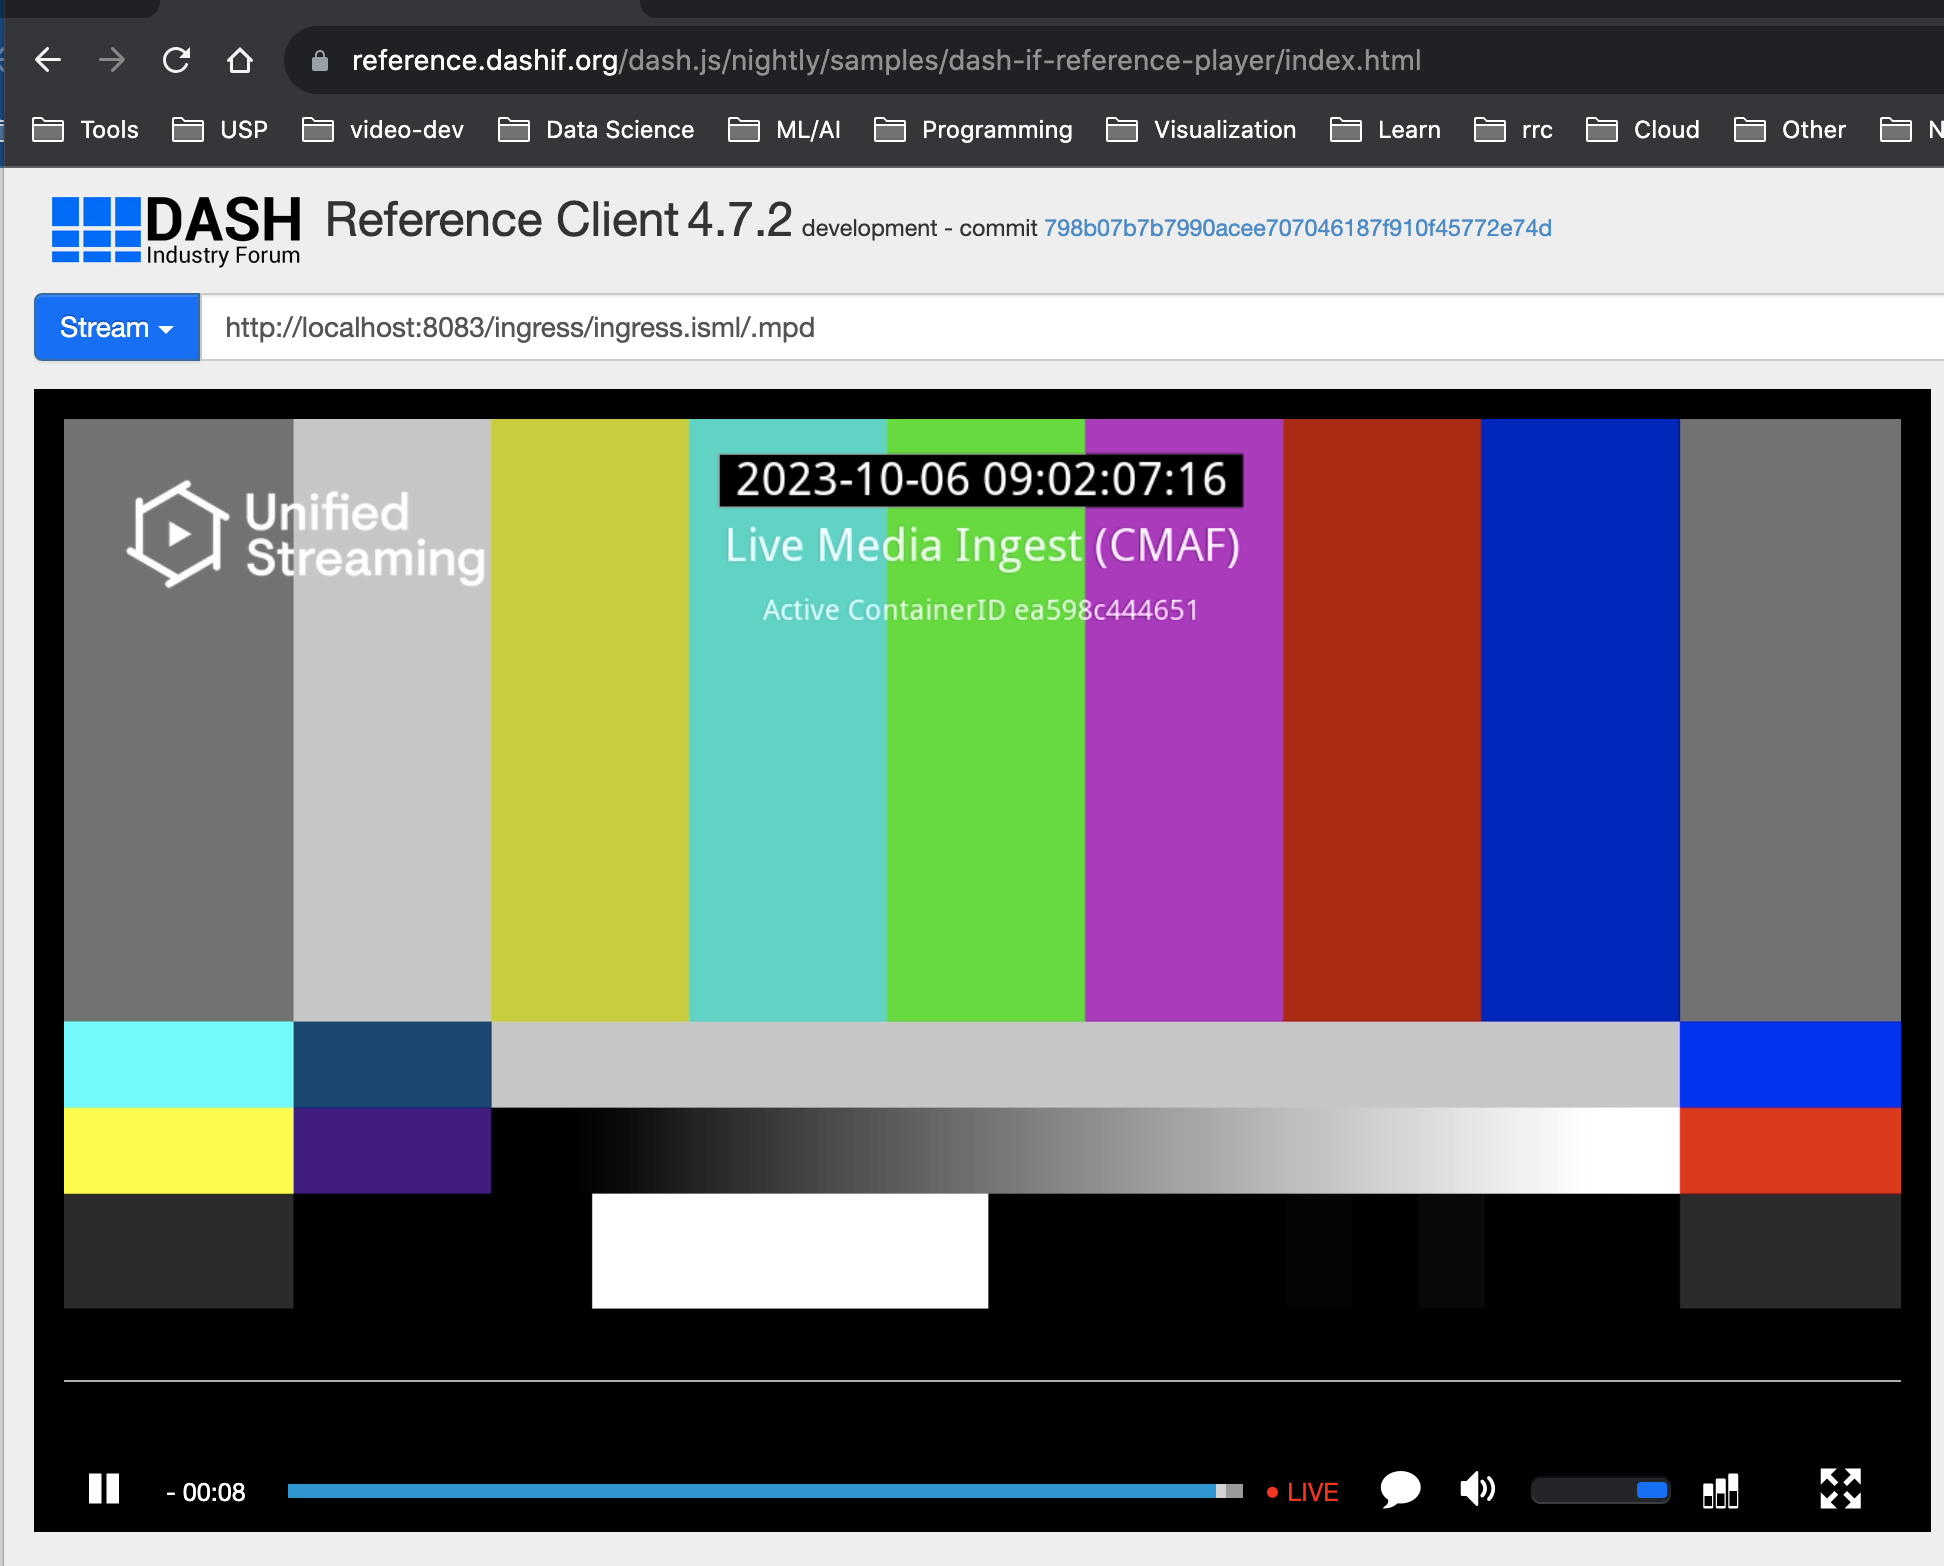 reference.dashif.org/dash.js/nightly/samples/dash-if-reference-player/index.html
Tools USP video-dev Data Science ML/AI Programming Visualization Learn rrc Cloud Other N
DASH
Industry Forum
Reference Client 4.7.2 development - commit 798b07b7b7990acee707046187f910f45772e74d
Stream http://localhost:8083/ingress/ingress.isml/.mpd
Unified
Streaming
2023-10-06 09:02:07:16
Live Media Ingest (CMAF)
Active ContainerID ea598c444651
- 00:08
LIVE